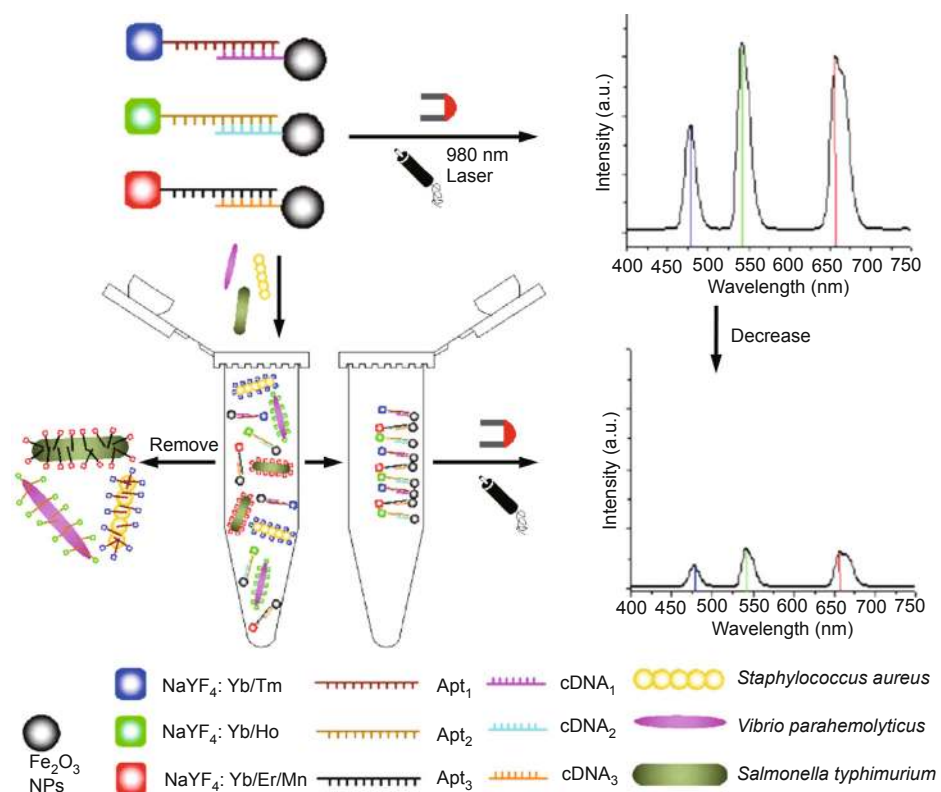 980 nm
Laser
Intensity (a.u.)
400 450 500 550 600 650 700 750
Wavelength (nm)
Decrease
Remove
Intensity (a.u.)
400 450 500 550 600 650 700 750
Wavelength (nm)
Fe₂O₃
NPs
NaYF₄: Yb/Tm
Apt₁
cDNA₁
Staphylococcus aureus
NaYF₄: Yb/Ho
Apt₂
cDNA₂
Vibrio parahemolyticus
NaYF₄: Yb/Er/Mn
Apt₃
cDNA₃
Salmonella typhimurium